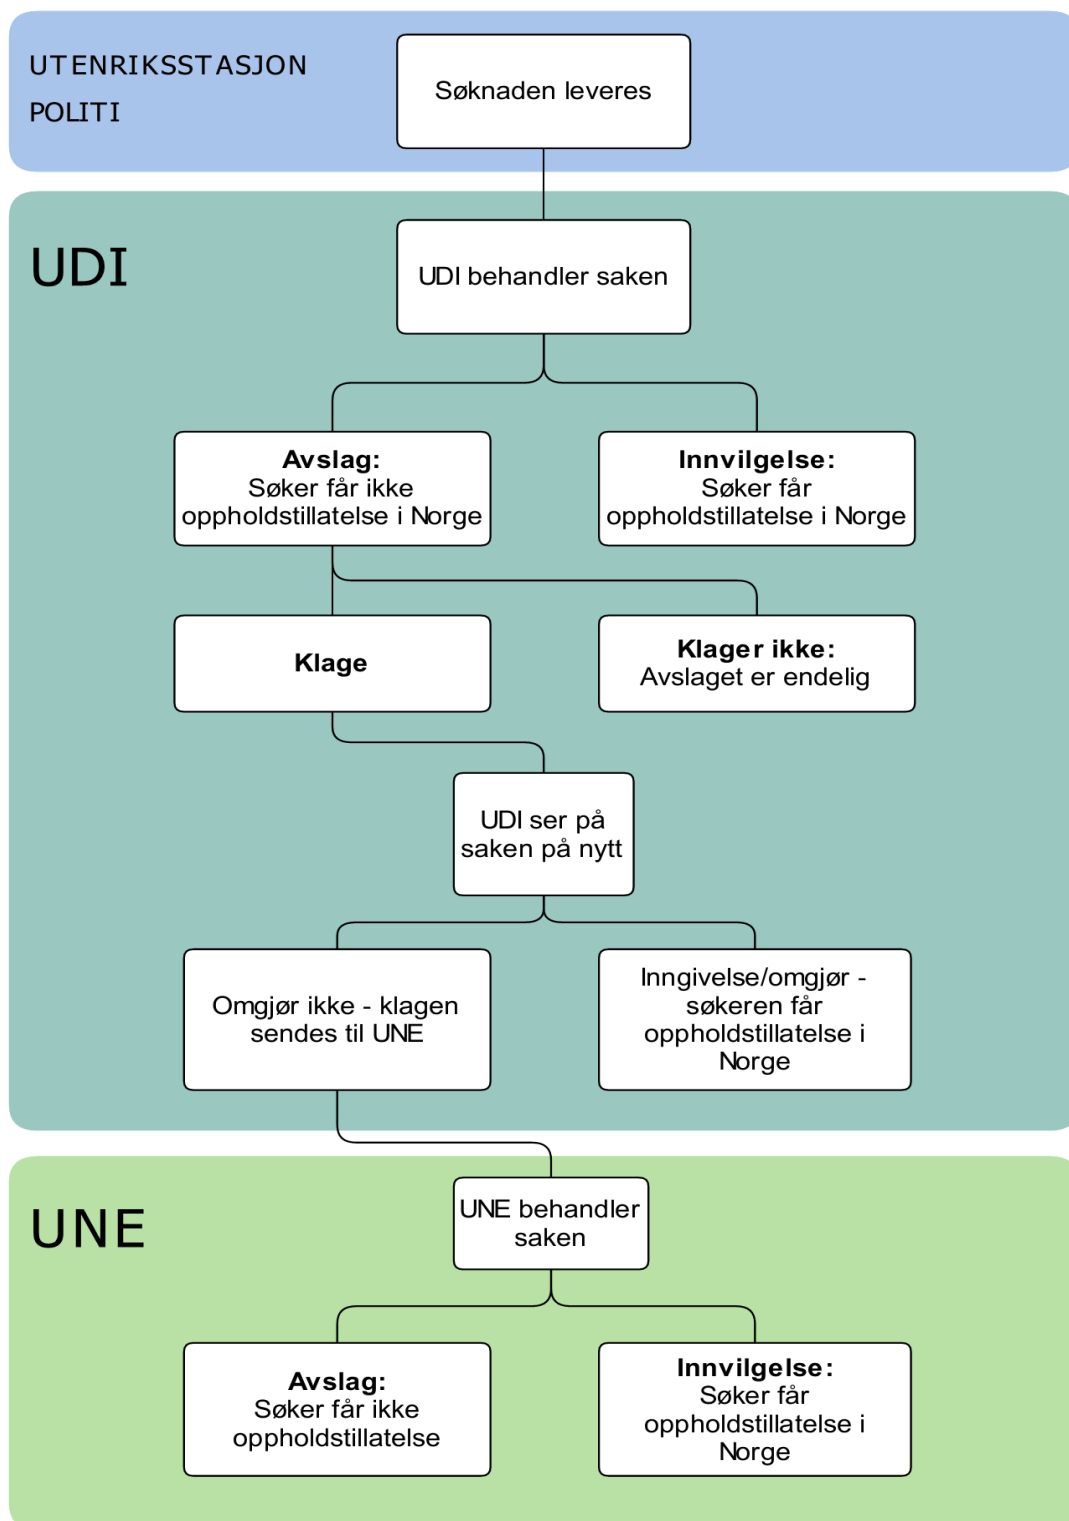 UTENRIKSSTASJON
POLITI
Søknaden leveres
UDI
UDI behandler saken
Avslag:
Søker får ikke
oppholdstillatelse i Norge
Innvilgelse:
Søker får
oppholdstillatelse i Norge
Klage
Klager ikke:
Avslaget er endelig
UDI ser på
saken på nytt
Omgjør ikke - klagen
sendes til UNE
Inngivelse/omgjør -
søkeren får
oppholdstillatelse i
Norge
UNE
UNE behandler
saken
Avslag:
Søker får ikke
oppholdstillatelse
Innvilgelse:
Søker får
oppholdstillatelse i
Norge